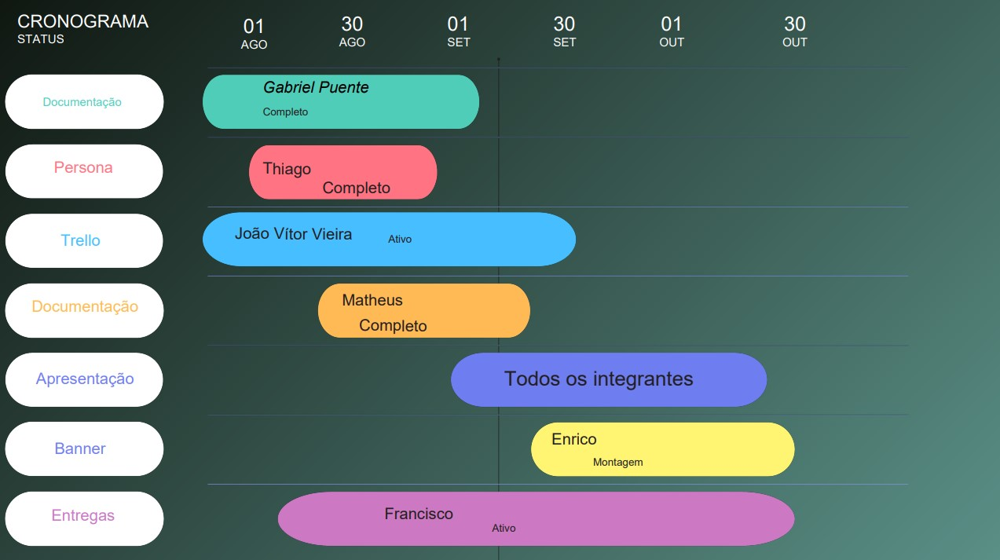 CRONOGRAMA
STATUS
01 30 01 30 01 30
AGO AGO SET SET OUT OUT
Documentação
Gabriel Puente
Completo
Persona
Thiago
Completo
Trello
João Vítor Vieira
Ativo
Documentação
Matheus
Completo
Apresentação
Todos os integrantes
Banner
Enrico
Montagem
Entregas
Francisco
Ativo